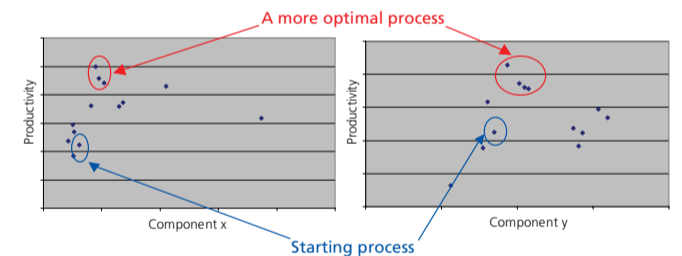 A more optimal process
Productivity
Productivity
Component x
Component y
Starting process